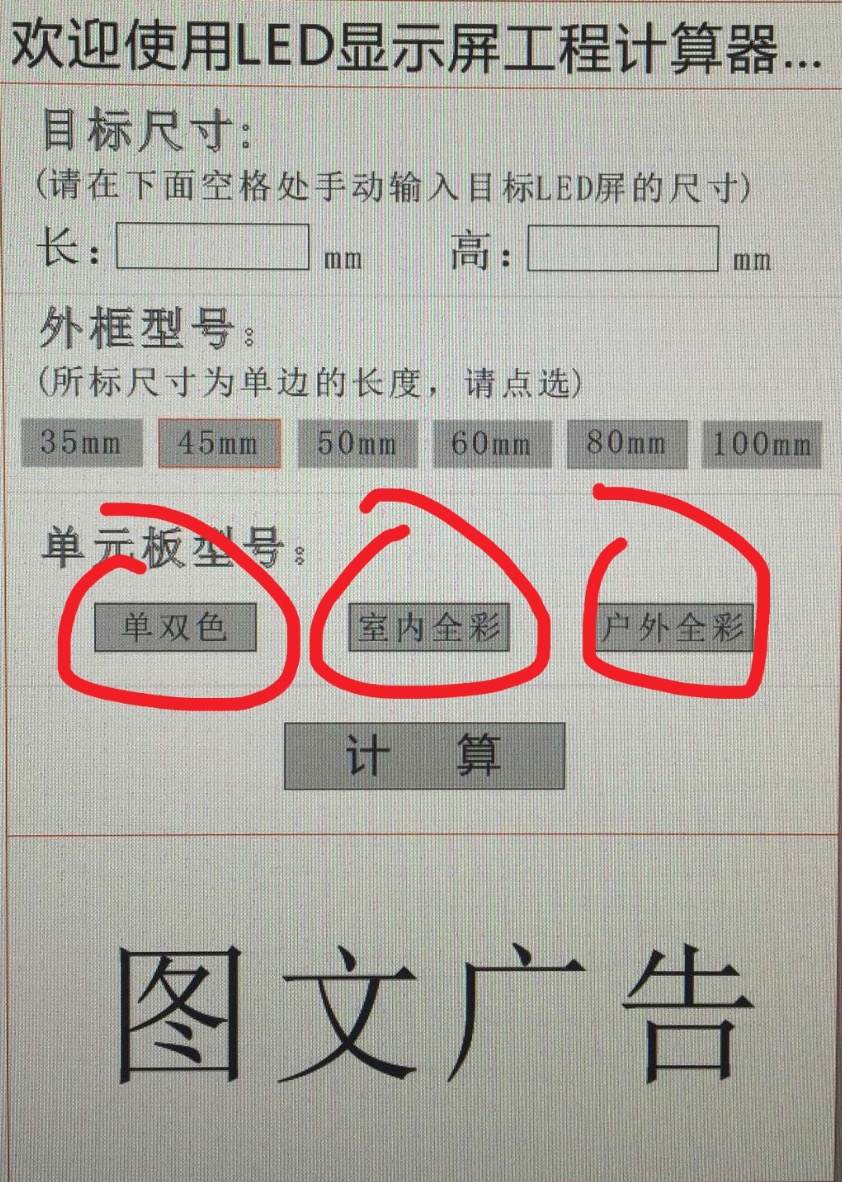 欢迎使用LED显示屏工程计算器...
目标尺寸：
(请在下面空格处手动输入目标LED屏的尺寸)
长： mm 高： mm
外框型号：
(所标尺寸为单边的长度，请点选)
35mm 45mm 50mm 60mm 80mm 100mm
单元板型号：
单双色 室内全彩 户外全彩
计 算
图文广告